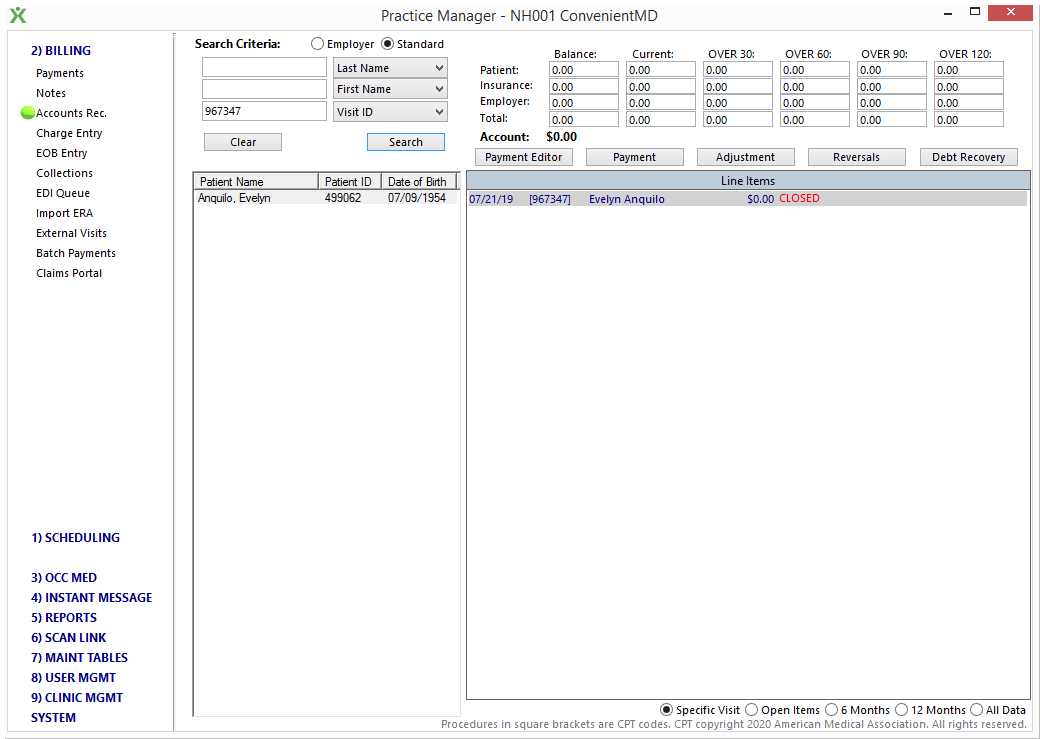 Practice Manager - NH001 ConvenientMD
2) BILLING
Payments
Notes
Accounts Rec.
Charge Entry
EOB Entry
Collections
EDI Queue
Import ERA
External Visits
Batch Payments
Claims Portal
1) SCHEDULING
3) OCC MED
4) INSTANT MESSAGE
5) REPORTS
6) SCAN LINK
7) MAINT TABLES
8) USER MGMT
9) CLINIC MGMT
SYSTEM
Search Criteria: Employer Standard
Last Name
First Name
967347 Visit ID
Clear Search
Patient Name Patient ID Date of Birth
Anquilo, Evelyn 499062 07/09/1954
Balance: Current: OVER 30: OVER 60: OVER 90: OVER 120:
Patient: 0.00 0.00 0.00 0.00 0.00 0.00
Insurance: 0.00 0.00 0.00 0.00 0.00 0.00
Employer: 0.00 0.00 0.00 0.00 0.00 0.00
Total: 0.00 0.00 0.00 0.00 0.00 0.00
Account: $0.00
Payment Editor Payment Adjustment Reversals Debt Recovery
Line Items
07/21/19 [967347] Evelyn Anquilo $0.00 CLOSED
Specific Visit Open Items 6 Months 12 Months All Data
Procedures in square brackets are CPT codes. CPT copyright 2020 American Medical Association. All rights reserved.